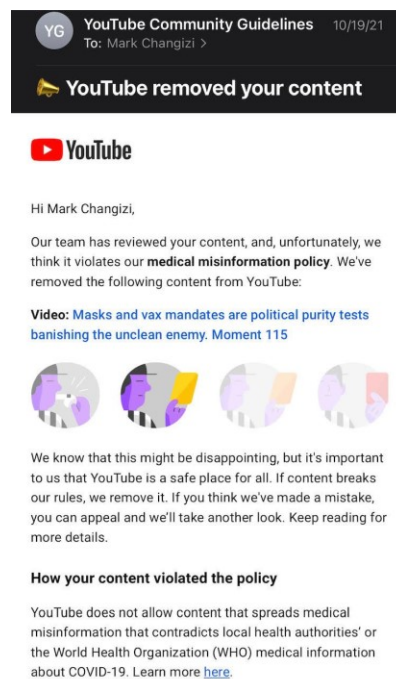 YG
YouTube Community Guidelines 10/19/21
To: Mark Changizi >
YouTube removed your content
YouTube
Hi Mark Changizi,
Our team has reviewed your content, and, unfortunately, we
think it violates our medical misinformation policy. We've
removed the following content from YouTube:
Video: Masks and vax mandates are political purity tests
banishing the unclean enemy. Moment 115
We know that this might be disappointing, but it's important
to us that YouTube is a safe place for all. If content breaks
our rules, we remove it. If you think we've made a mistake,
you can appeal and we'll take another look. Keep reading for
more details.
How your content violated the policy
YouTube does not allow content that spreads medical
misinformation that contradicts local health authorities' or
the World Health Organization (WHO) medical information
about COVID-19. Learn more here.